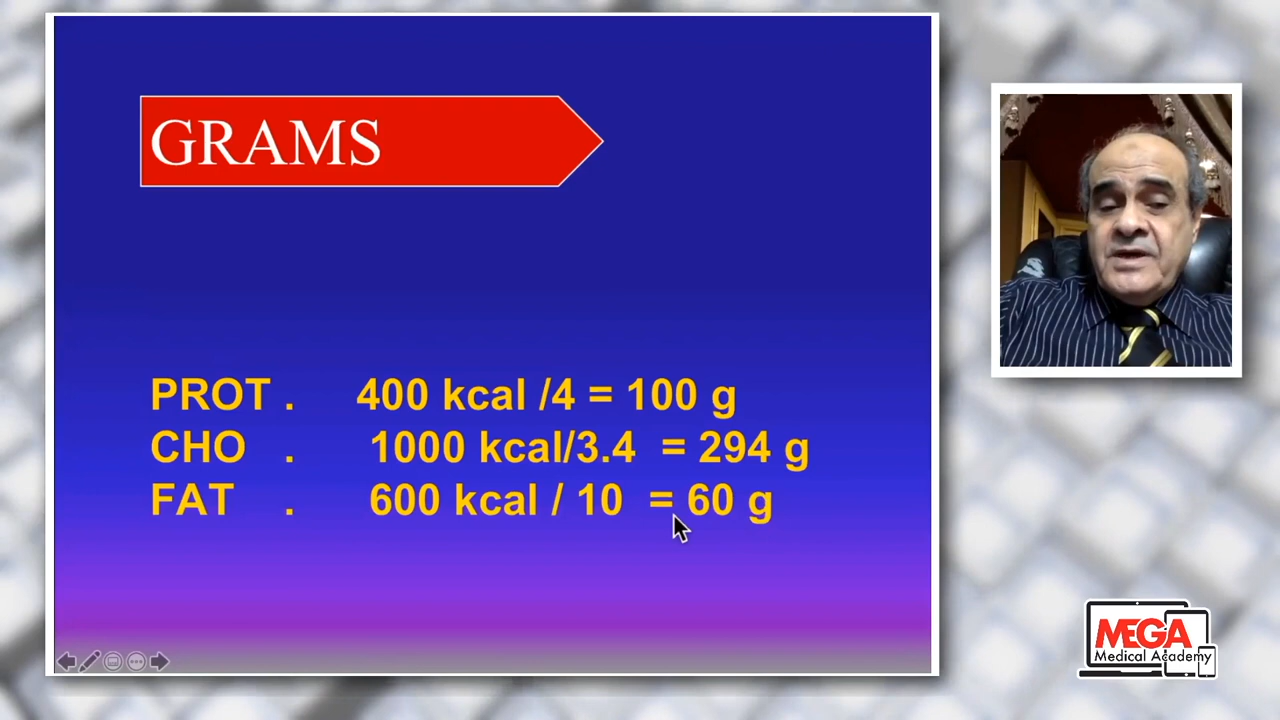 GRAMS
PROT . 400 kcal /4 = 100 g
CHO . 1000 kcal/3.4 = 294 g
FAT . 600 kcal / 10 = 60 g
MEGA
Medical Academy